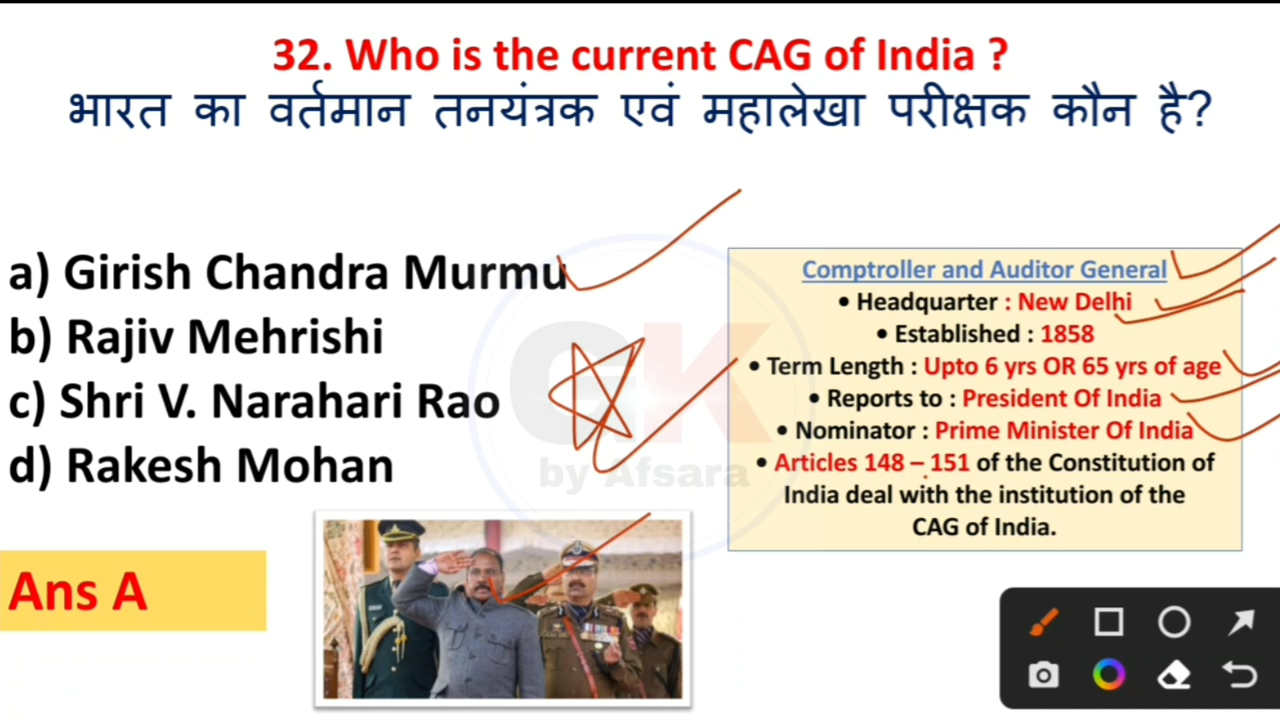 32. Who is the current CAG of India ?
भारत का वर्तमान तनयंत्रक एवं महालेखा परीक्षक कौन है?
a) Girish Chandra Murmu
b) Rajiv Mehrishi
c) Shri V. Narahari Rao
d) Rakesh Mohan
Ans A
Comptroller and Auditor General
• Headquarter : New Delhi
• Established : 1858
• Term Length : Upto 6 yrs OR 65 yrs of age
• Reports to : President Of India
• Nominator : Prime Minister Of India
• Articles 148 – 151 of the Constitution of
India deal with the institution of the
CAG of India.
GK
by Afsara